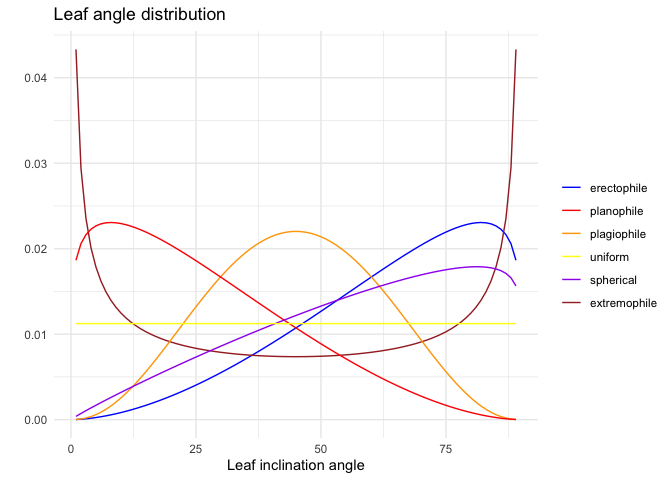 Leaf angle distribution
0.04
0.03
0.02
0.01
0.00
0
25
50
75
Leaf inclination angle
erectophile
planophile
plagiophile
uniform
spherical
extremophile